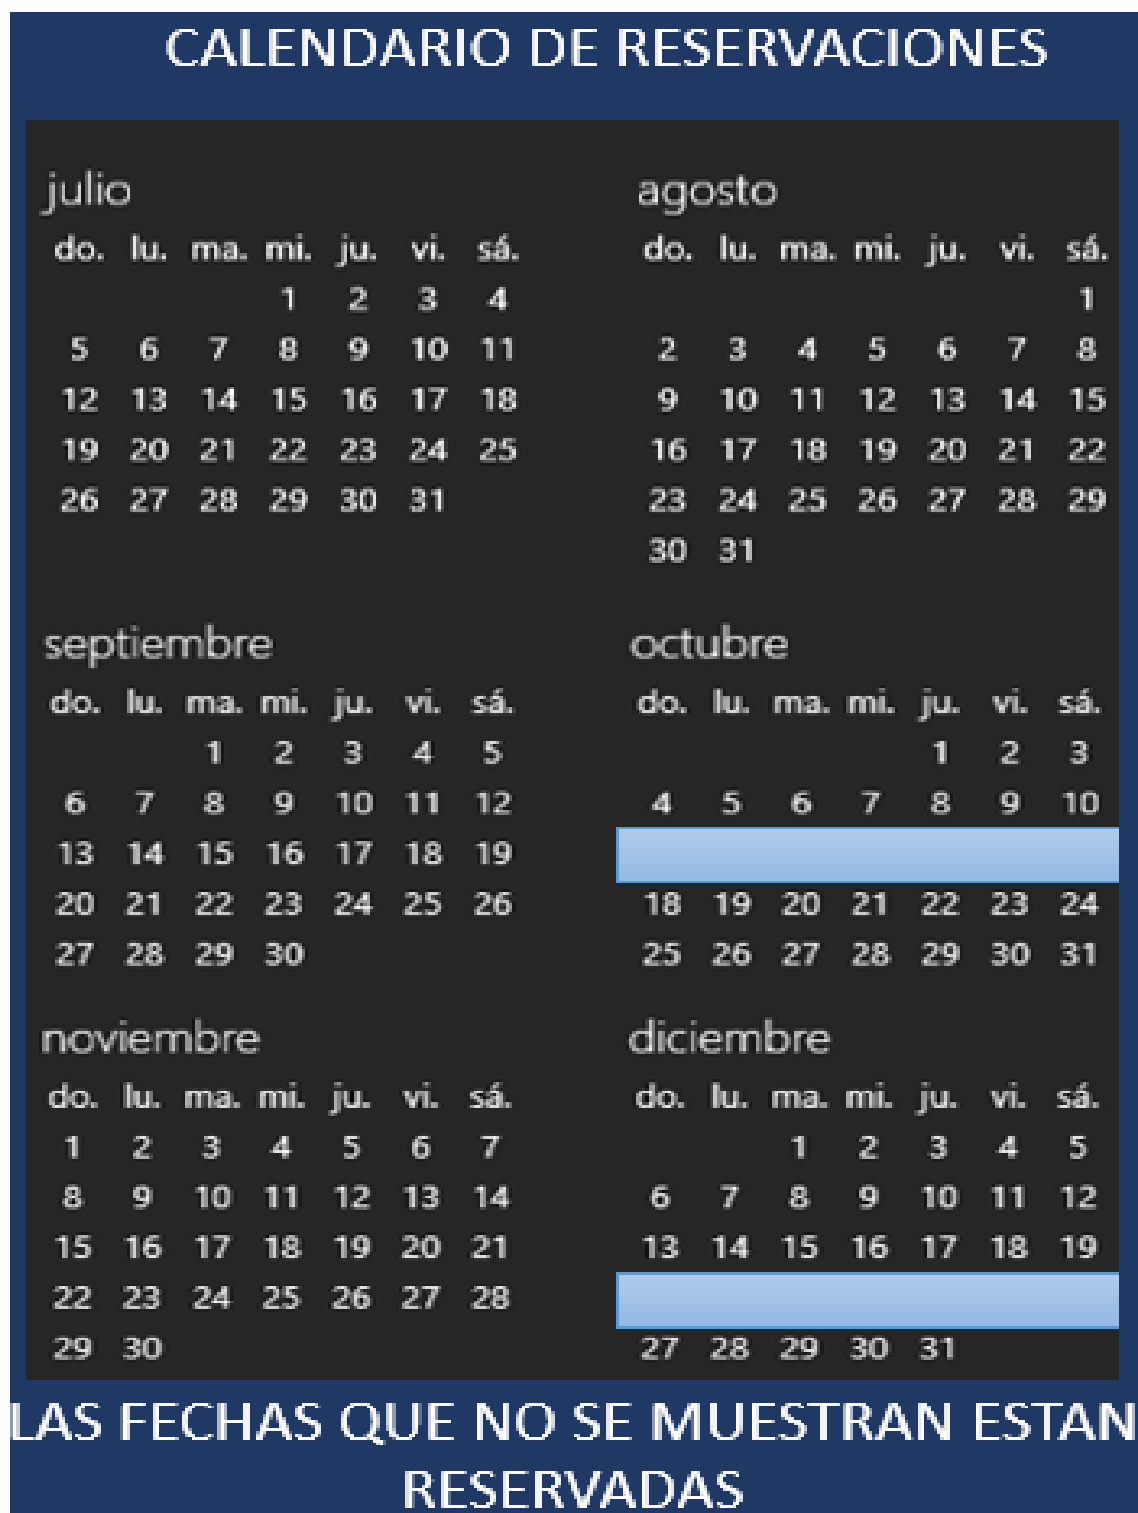 CALENDARIO DE RESERVACIONES
julio
do. lu. ma. mi. ju. vi. sá.
1 2 3 4
5 6 7 8 9 10 11
12 13 14 15 16 17 18
19 20 21 22 23 24 25
26 27 28 29 30 31
agosto
do. lu. ma. mi. ju. vi. sá.
1
2 3 4 5 6 7 8
9 10 11 12 13 14 15
16 17 18 19 20 21 22
23 24 25 26 27 28 29
30 31
septiembre
do. lu. ma. mi. ju. vi. sá.
1 2 3 4 5
6 7 8 9 10 11 12
13 14 15 16 17 18 19
20 21 22 23 24 25 26
27 28 29 30
octubre
do. lu. ma. mi. ju. vi. sá.
1 2 3
4 5 6 7 8 9 10
18 19 20 21 22 23 24
25 26 27 28 29 30 31
noviembre
do. lu. ma. mi. ju. vi. sá.
1 2 3 4 5 6 7
8 9 10 11 12 13 14
15 16 17 18 19 20 21
22 23 24 25 26 27 28
29 30
diciembre
do. lu. ma. mi. ju. vi. sá.
1 2 3 4 5
6 7 8 9 10 11 12
13 14 15 16 17 18 19
27 28 29 30 31
LAS FECHAS QUE NO SE MUESTRAN ESTAN
RESERVADAS